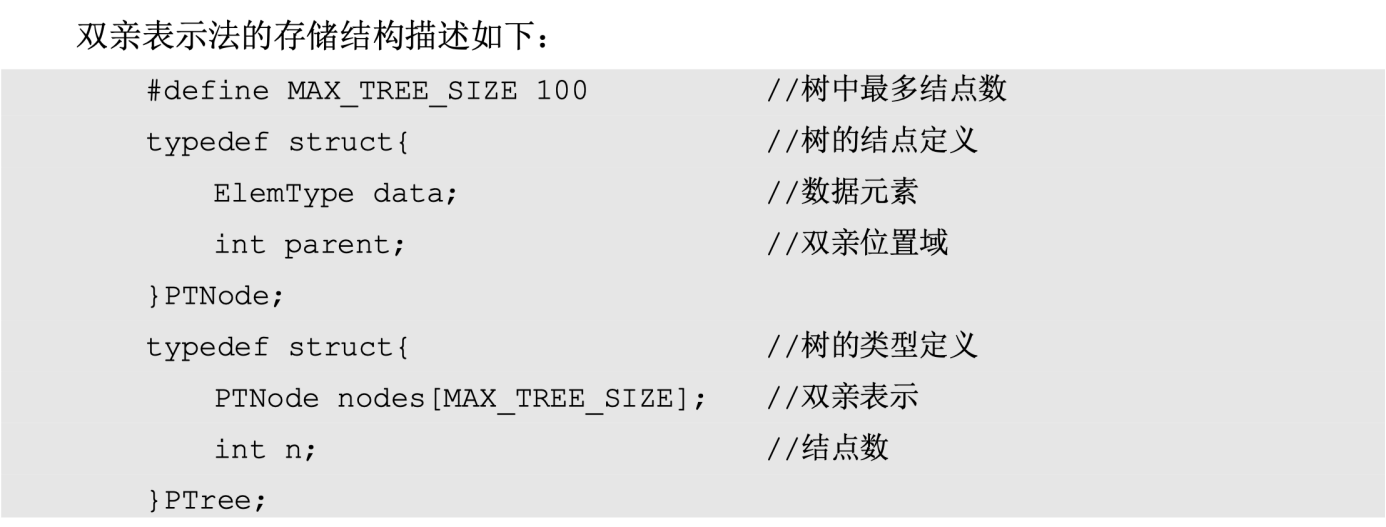 双亲表示法的存储结构描述如下：
#define MAX_TREE_SIZE 100 //树中最多结点数
typedef struct{ //树的结点定义
ElemType data; //数据元素
int parent; //双亲位置域
}PTNode;
typedef struct{ //树的类型定义
PTNode nodes[MAX_TREE_SIZE]; //双亲表示
int n; //结点数
}PTree;